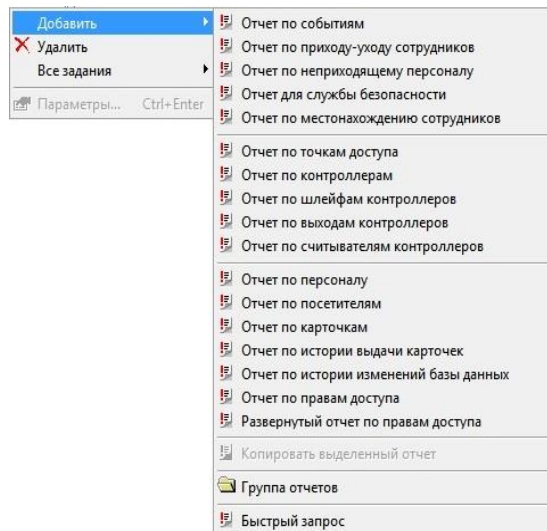 Добавить
Удалить
Все задания
Параметры... Ctrl+Enter
Отчет по событиям
Отчет по приходу-уходу сотрудников
Отчет по неприходящему персоналу
Отчет для службы безопасности
Отчет по местонахождению сотрудников
Отчет по точкам доступа
Отчет по контроллерам
Отчет по шлейфам контроллеров
Отчет по выходам контроллеров
Отчет по считывателям контроллеров
Отчет по персоналу
Отчет по посетителям
Отчет по карточкам
Отчет по истории выдачи карточек
Отчет по истории изменений базы данных
Отчет по правам доступа
Развернутый отчет по правам доступа
Копировать выделенный отчет
Группа отчетов
Быстрый запрос